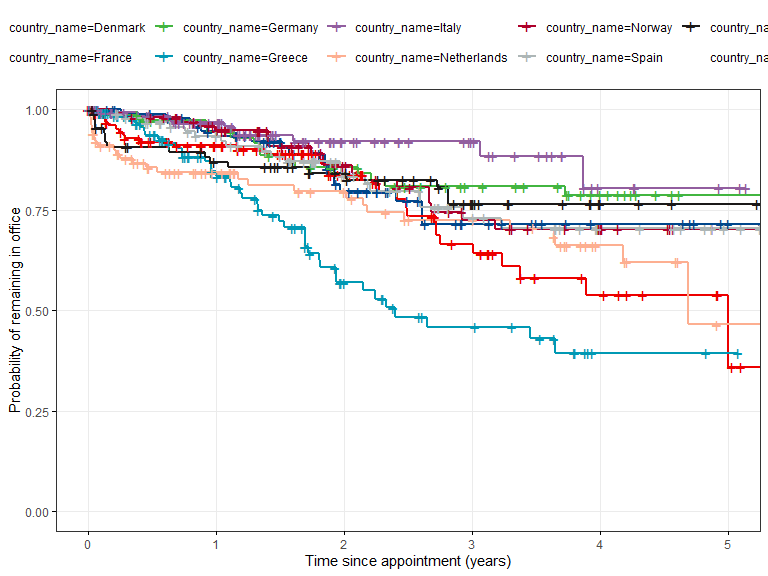 country_name=Denmark country_name=Germany country_name=Italy country_name=Norway
country_name=France country_name=Greece country_name=Netherlands country_name=Spain
1.00
0.75
0.50
0.25
0.00
Probability of remaining in office
0 1 2 3 4 5
Time since appointment (years)